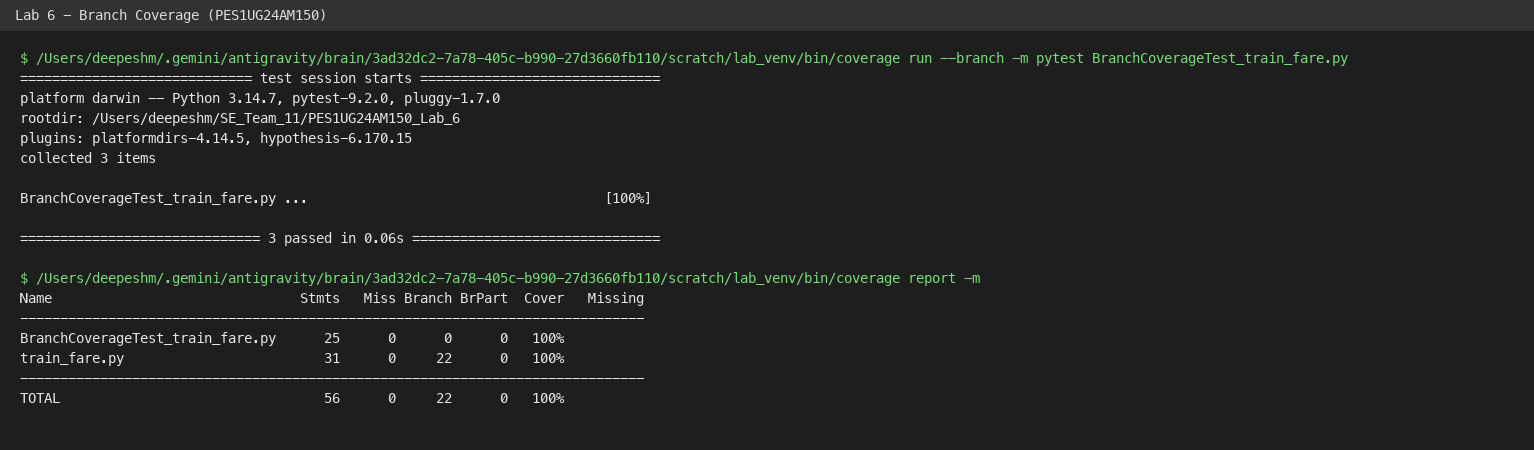 Lab 6 — Branch Coverage (PES1UG24AM150)
$ /Users/deepeshm/.gemini/antigravity/brain/3ad32dc2-7a78-405c-b990-27d3660fb110/scratch/lab_venv/bin/coverage run --branch -m pytest BranchCoverageTest_train_fare.py
============================= test session starts ==============================
platform darwin -- Python 3.14.7, pytest-9.2.0, pluggy-1.7.0
rootdir: /Users/deepeshm/SE_Team_11/PES1UG24AM150_Lab_6
plugins: platformdirs-4.14.5, hypothesis-6.170.15
collected 3 items
BranchCoverageTest_train_fare.py ...                                     [100%]
============================== 3 passed in 0.06s ===============================
$ /Users/deepeshm/.gemini/antigravity/brain/3ad32dc2-7a78-405c-b990-27d3660fb110/scratch/lab_venv/bin/coverage report -m
Name                               Stmts   Miss Branch BrPart  Cover   Missing
------------------------------------------------------------------------------
BranchCoverageTest_train_fare.py      25      0      0      0   100%
train_fare.py                         31      0     22      0   100%
------------------------------------------------------------------------------
TOTAL                                 56      0     22      0   100%